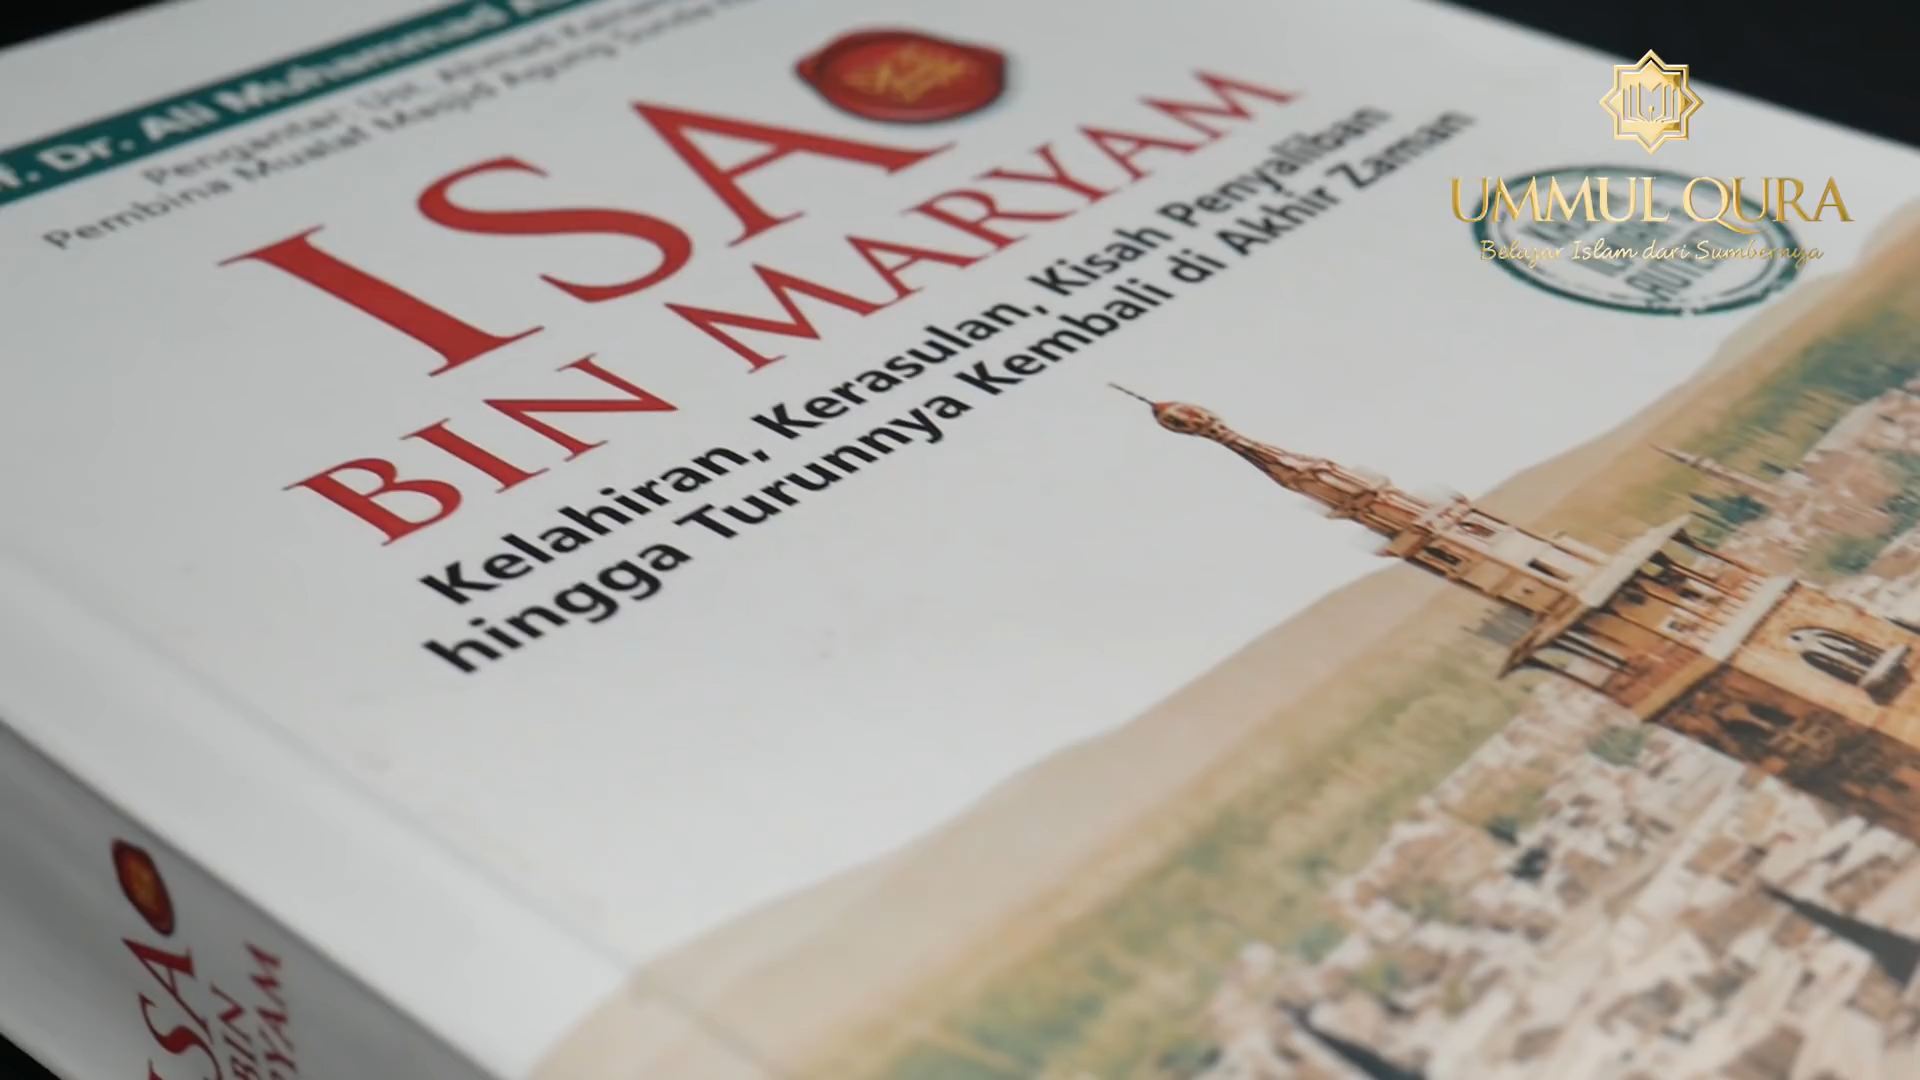 Dr. Ali Muhammad
Pengantar: Ust. Ahmad
Pembina Mualaf Masjid Agung Sunda
ISA
BIN MARYAM
Kelahiran, Kerasulan, Kisah Penyaliban
hingga Turunnya Kembali di Akhir Zaman
UMMUL QURA
Belajar Islam dari Sumbernya
ISA
BIN